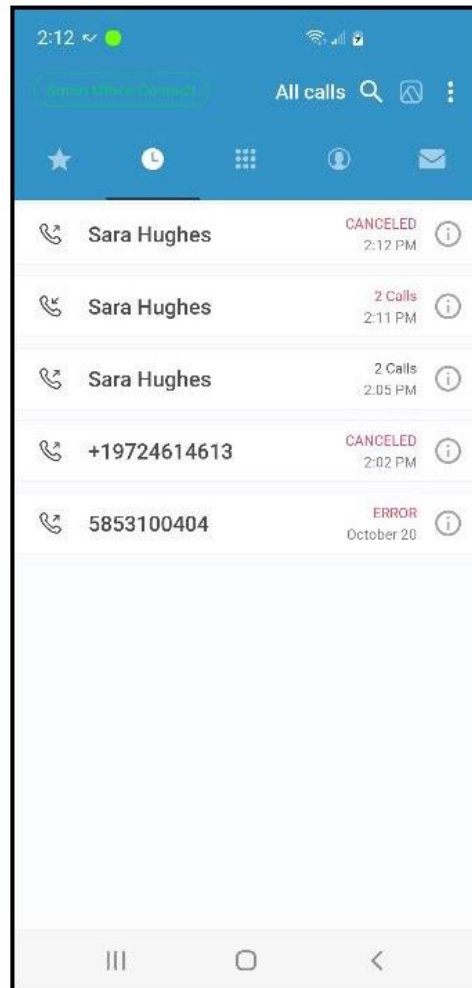 2:12
Smart Office Connect All calls
Sara Hughes
CANCELED
2:12 PM
Sara Hughes
2 Calls
2:11 PM
Sara Hughes
2 Calls
2:05 PM
+19724614613
CANCELED
2:02 PM
5853100404
ERROR
October 20